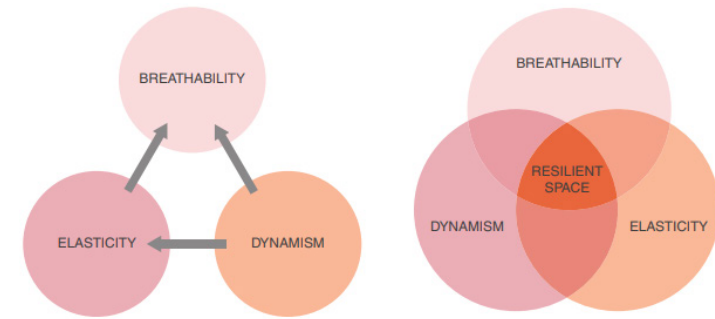 BREATHABILITY
ELASTICITY
DYNAMISM
BREATHABILITY
RESILIENT
SPACE
DYNAMISM
ELASTICITY